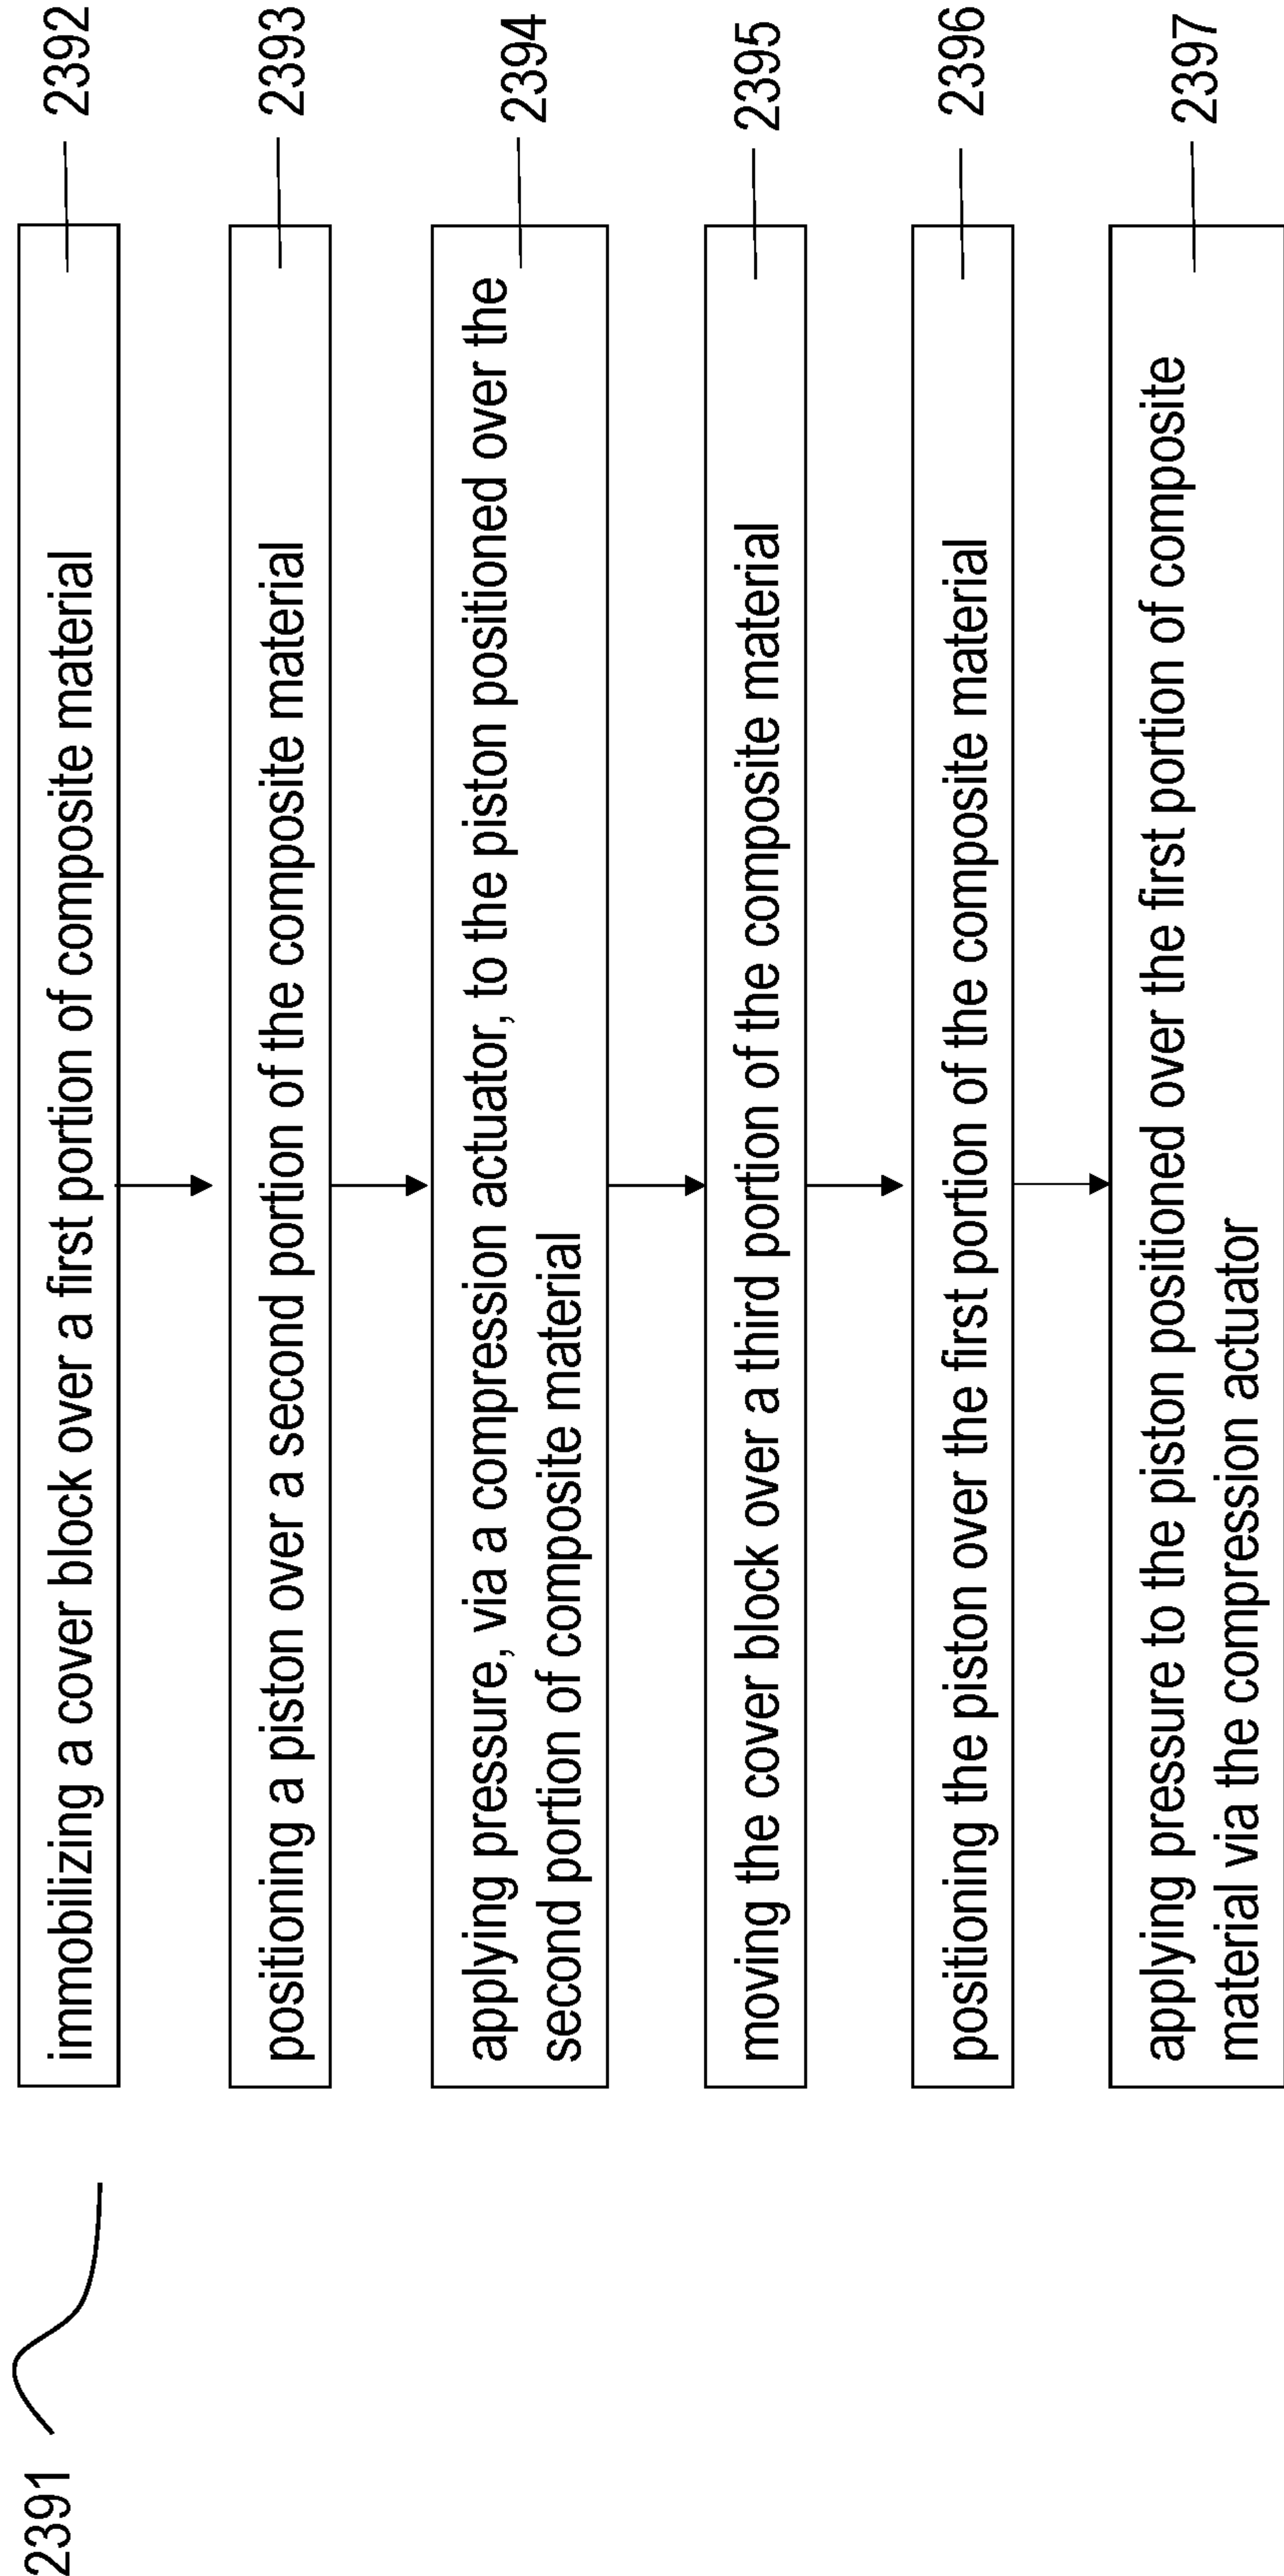 2391
immobilizing a cover block over a first portion of composite material
2392
positioning a piston over a second portion of the composite material
2393
applying pressure, via a compression actuator, to the piston positioned over the
second portion of composite material
2394
moving the cover block over a third portion of the composite material
2395
positioning the piston over the first portion of the composite material
2396
applying pressure to the piston positioned over the first portion of composite
material via the compression actuator
2397